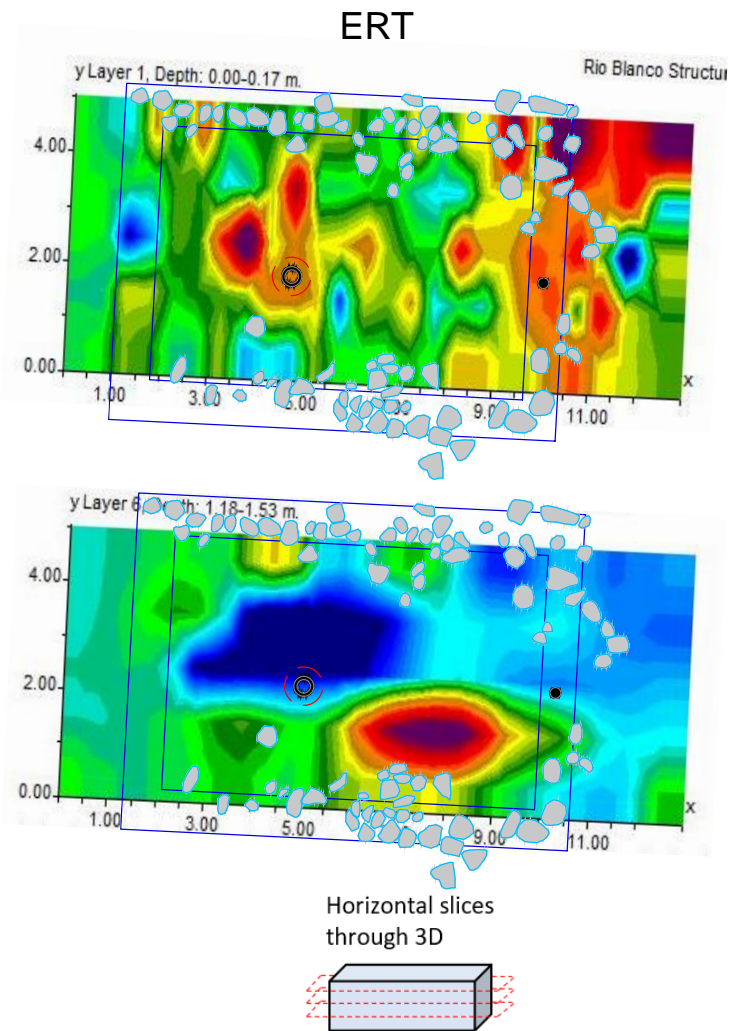 ERT
y Layer 1, Depth: 0.00-0.17 m.
Rio Blanco Structur
4.00
2.00
0.00
x
1.00
3.00
5.00
9.00
11.00
y Layer 6, Depth: 1.18-1.53 m.
4.00
2.00
0.00
x
1.00
3.00
5.00
9.00
11.00
Horizontal slices
through 3D